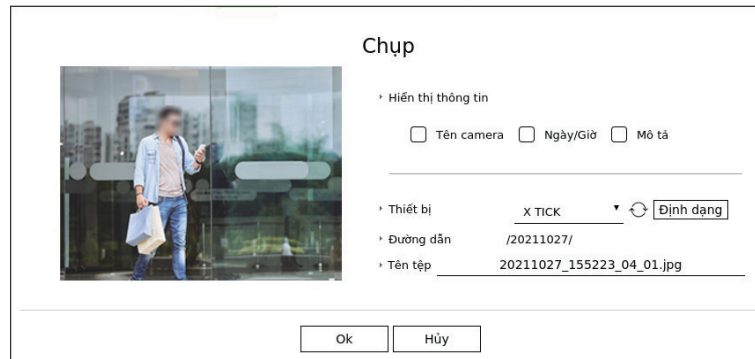 Chụp
Hiển thị thông tin
Tên camera Ngày/Giờ Mô tả
Thiết bị X TICK Định dạng
Đường dẫn /20211027/
Tên tệp 20211027_155223_04_01.jpg
Ok Hủy